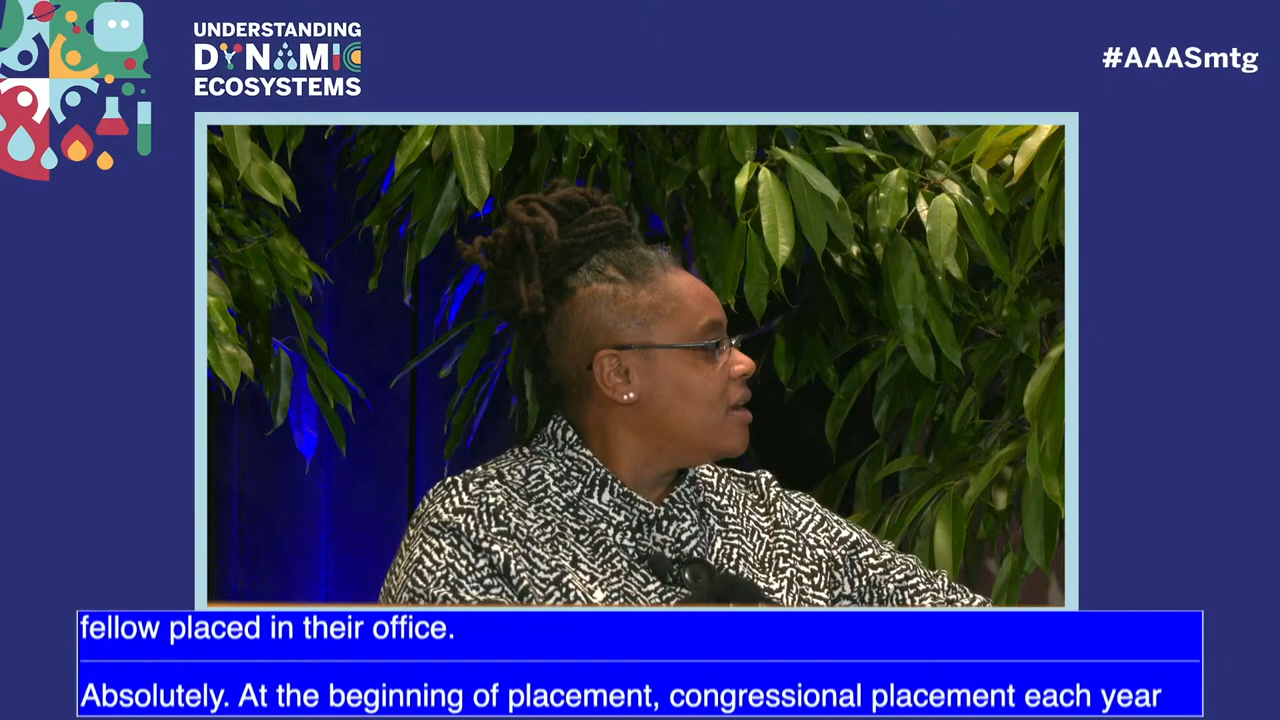 UNDERSTANDING
DYNAMIC
ECOSYSTEMS
#AAASmtg
fellow placed in their office.
Absolutely. At the beginning of placement, congressional placement each year